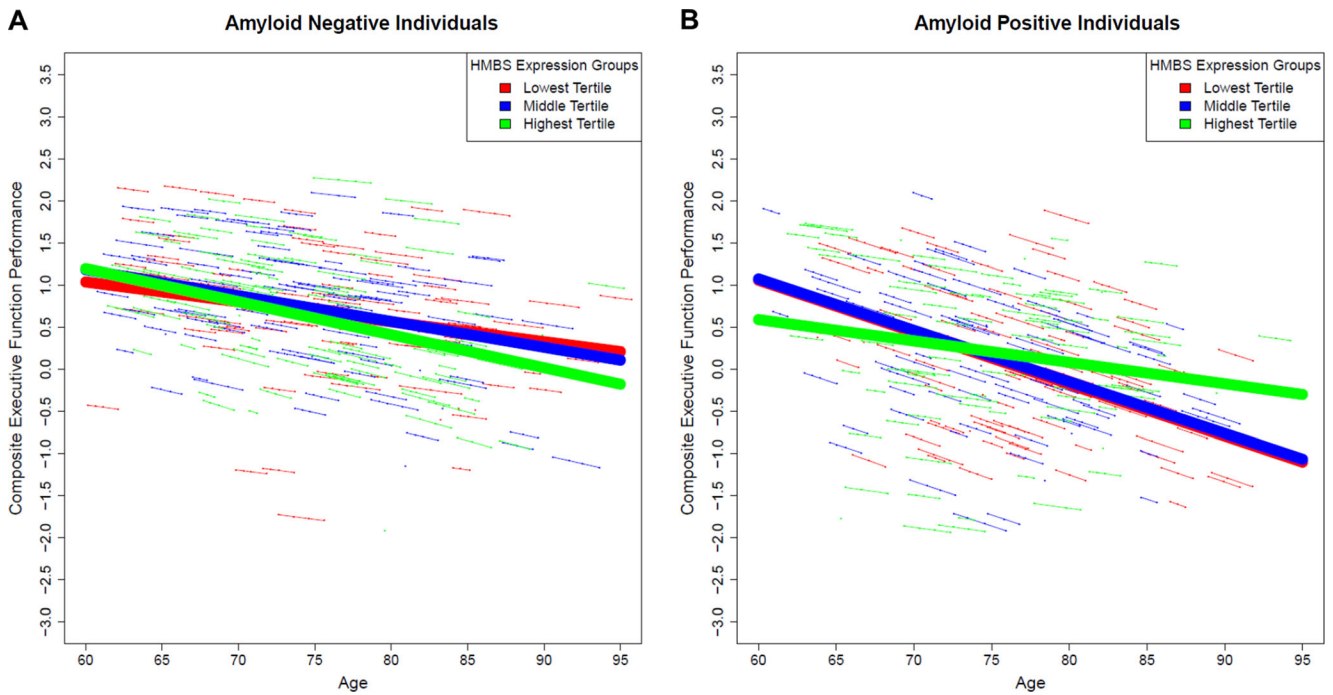 A
Amyloid Negative Individuals
HMBS Expression Groups
Lowest Tertile
Middle Tertile
Highest Tertile
Composite Executive Function Performance
3.5
3.0
2.5
2.0
1.5
1.0
0.5
0.0
−0.5
−1.0
−1.5
−2.0
−2.5
−3.0
60 65 70 75 80 85 90 95
Age
B
Amyloid Positive Individuals
HMBS Expression Groups
Lowest Tertile
Middle Tertile
Highest Tertile
Composite Executive Function Performance
3.5
3.0
2.5
2.0
1.5
1.0
0.5
0.0
−0.5
−1.0
−1.5
−2.0
−2.5
−3.0
60 65 70 75 80 85 90 95
Age